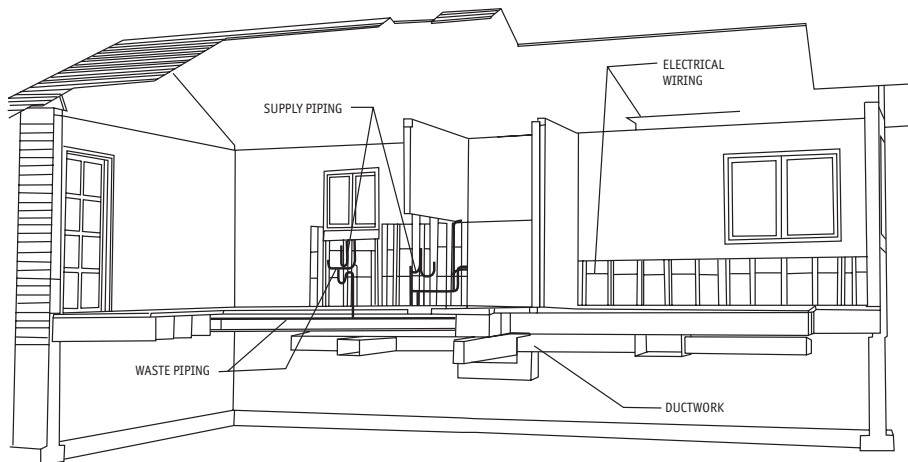 ELECTRICAL
WIRING
SUPPLY PIPING
WASTE PIPING
DUCTWORK